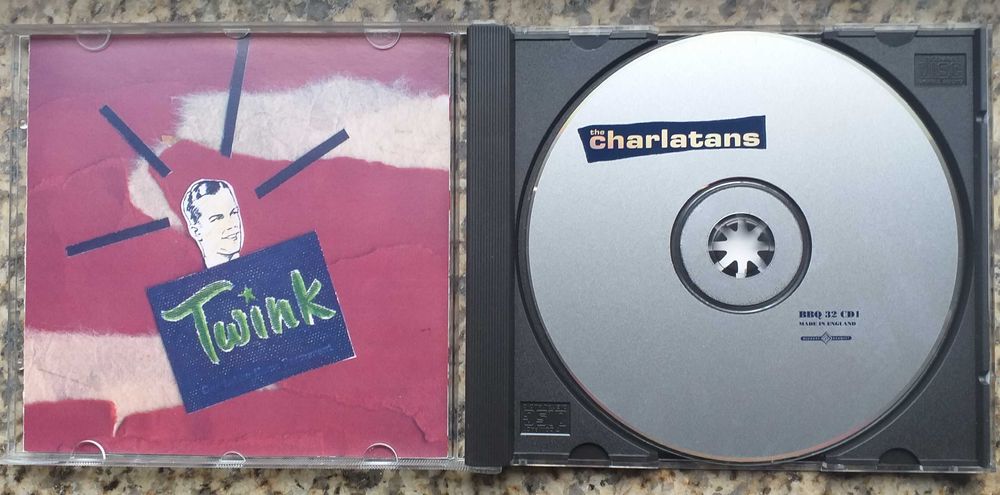 Twink
the
charlatans
BBQ 32 CD1
MADE IN ENGLAND